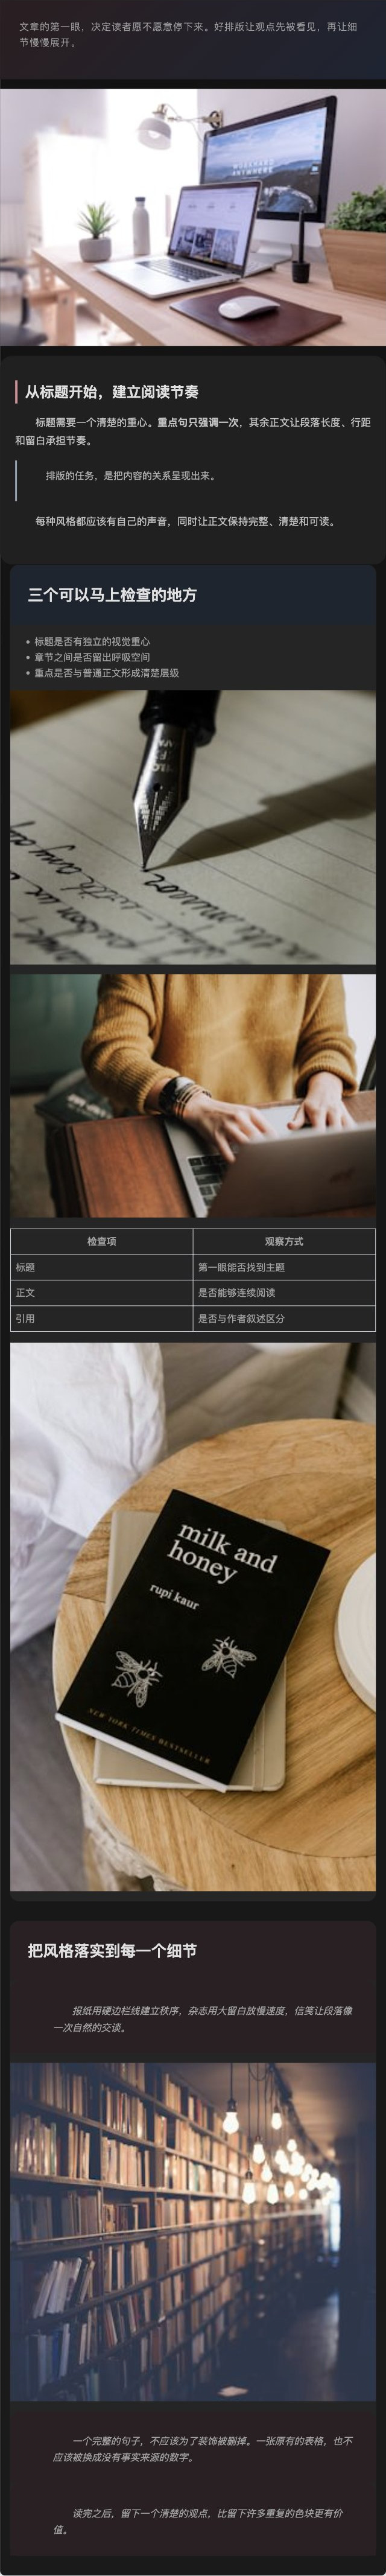 文章的第一眼，决定读者愿不愿意停下来。好排版让观点先被看见，再让细
节慢慢展开。
WORKHARD
ANYWHERE
从标题开始，建立阅读节奏
标题需要一个清楚的重心。重点句只强调一次，其余正文让段落长度、行距
和留白承担节奏。
排版的任务，是把内容的关系呈现出来。
每种风格都应该有自己的声音，同时让正文保持完整、清楚和可读。
三个可以马上检查的地方
• 标题是否有独立的视觉重心
• 章节之间是否留出呼吸空间
• 重点是否与普通正文形成清楚层级
检查项 观察方式
标题 第一眼能否找到主题
正文 是否能够连续阅读
引用 是否与作者叙述区分
milk and
honey
rupi kaur
NEW YORK TIMES BESTSELLER
把风格落实到每一个细节
报纸用硬边栏线建立秩序，杂志用大留白放慢速度，信笺让段落像
一次自然的交谈。
一个完整的句子，不应该为了装饰被删掉。一张原有的表格，也不
应该被换成没有事实来源的数字。
读完之后，留下一个清楚的观点，比留下许多重复的色块更有价
值。